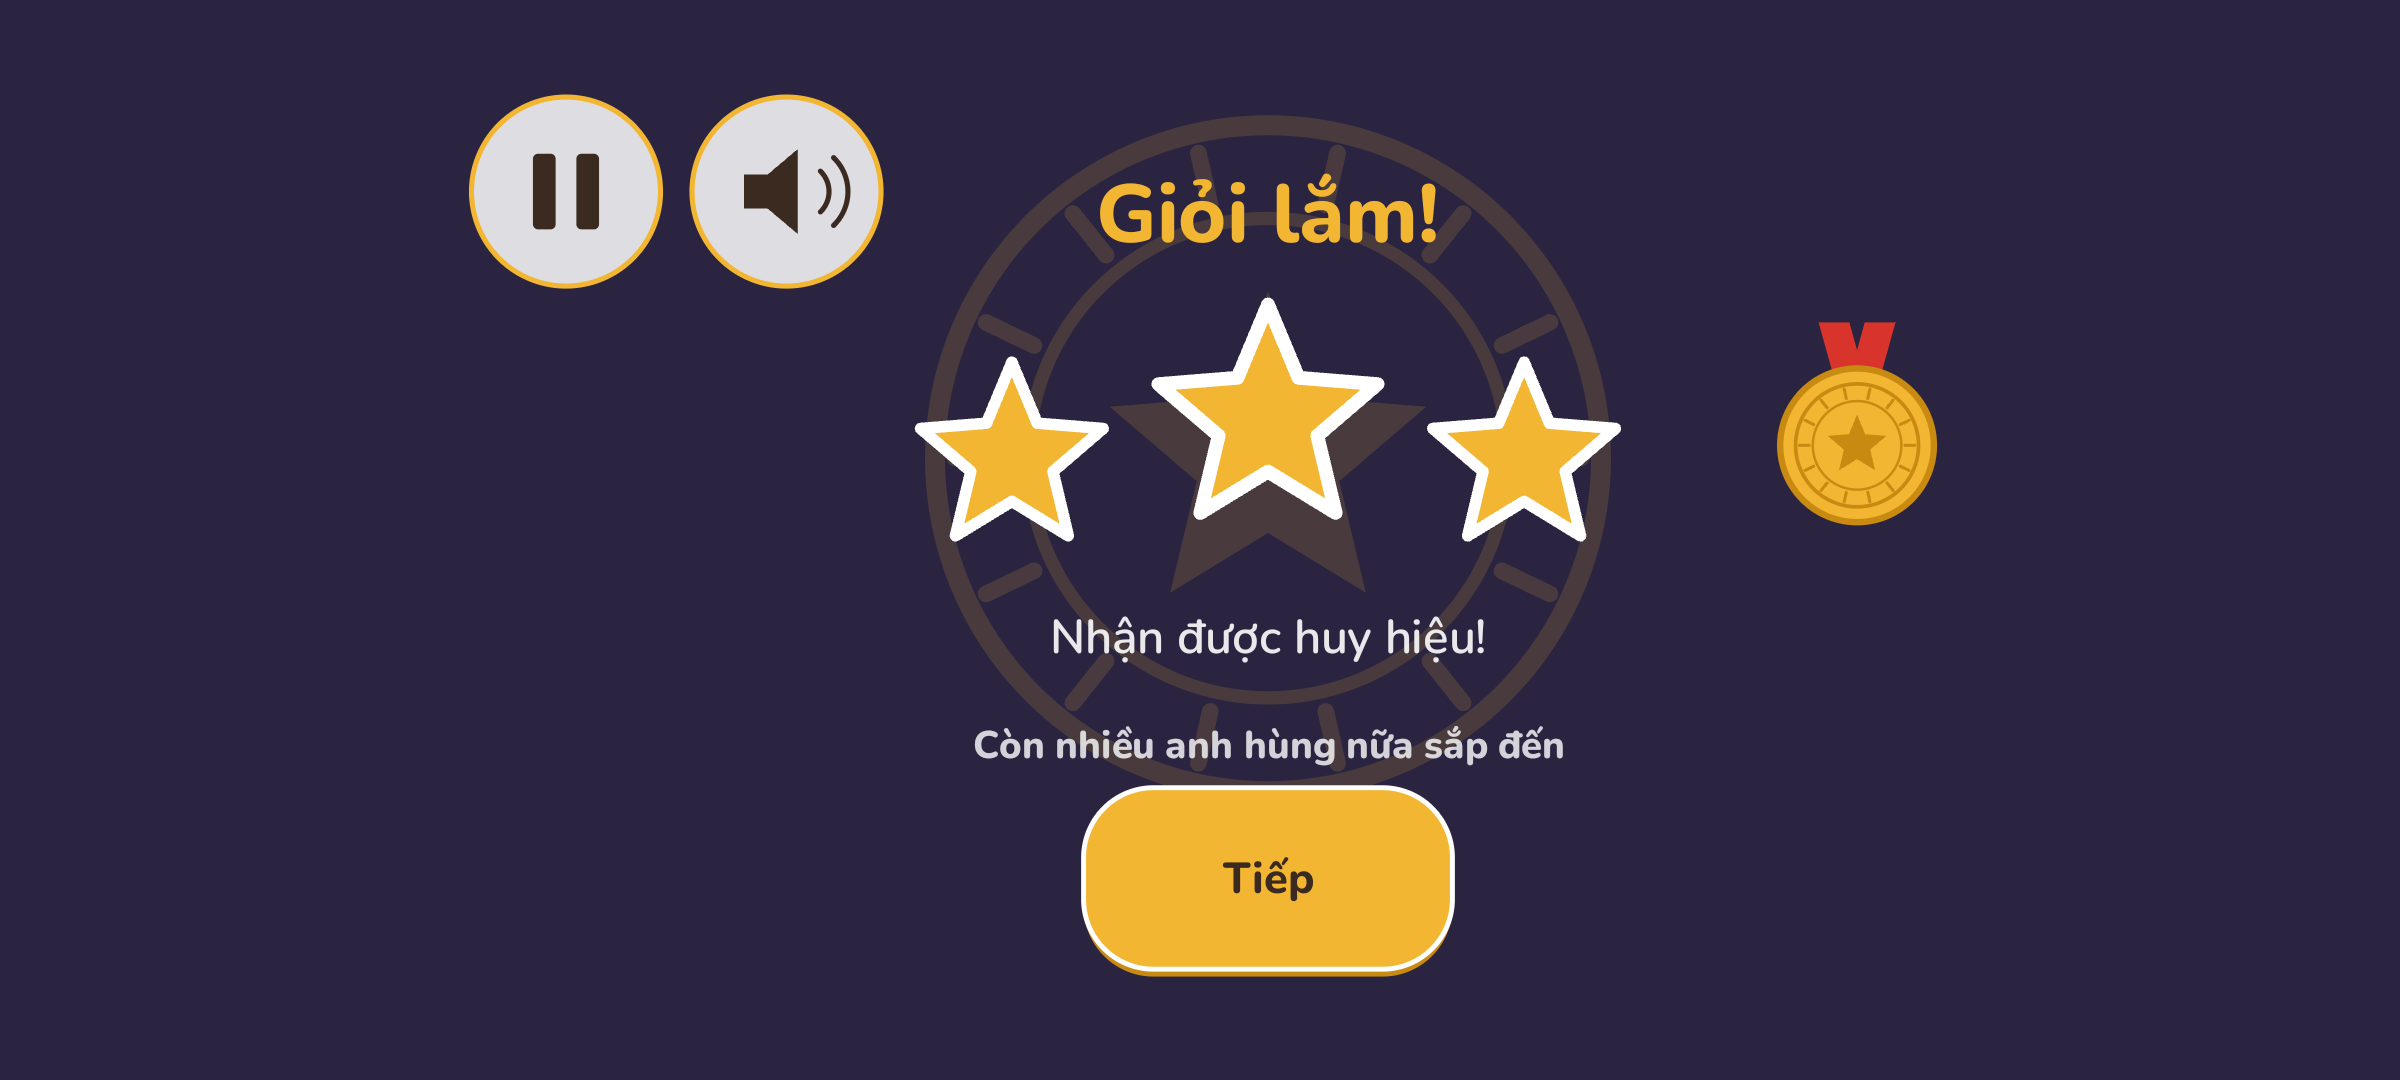 Giỏi lắm!
Nhận được huy hiệu!
Còn nhiều anh hùng nữa sắp đến
Tiếp